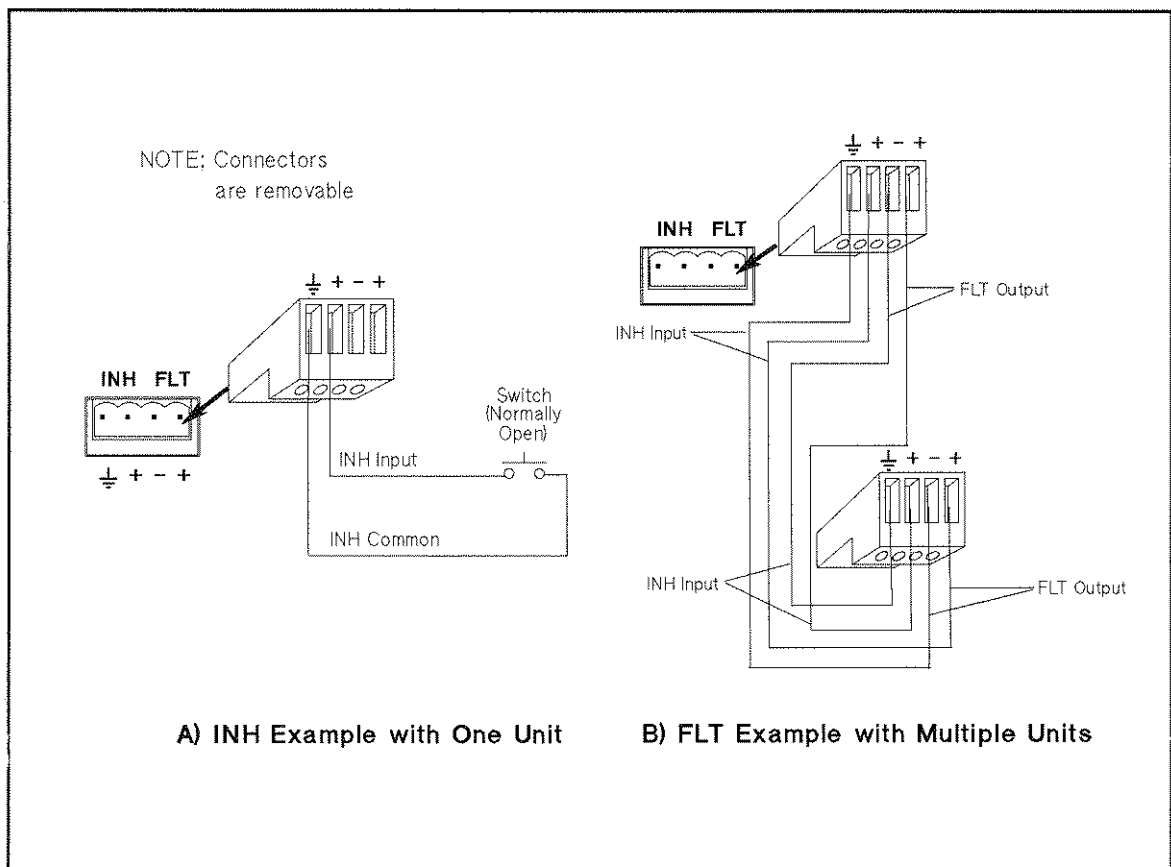 NOTE: Connectors
are removable
⏚ + - +
INH FLT
⏚ + - +
Switch
(Normally
Open)
INH Input
INH Common
A) INH Example with One Unit
⏚ + - +
INH FLT
FLT Output
INH Input
⏚ + - +
INH Input
FLT Output
B) FLT Example with Multiple Units